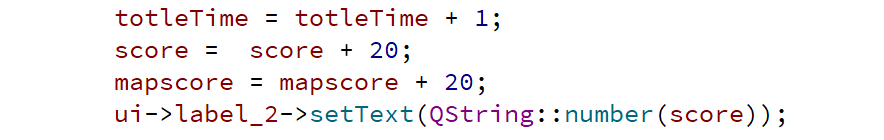 totleTime = totleTime + 1;
score =  score + 20;
mapscore = mapscore + 20;
ui->label_2->setText(QString::number(score));